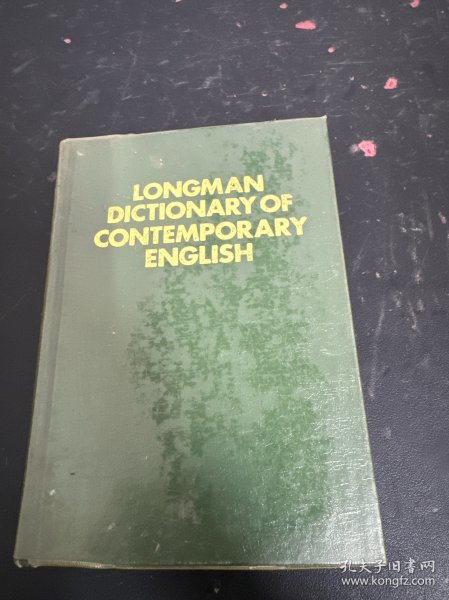 LONGMAN
DICTIONARY OF
CONTEMPORARY
ENGLISH
孔夫子旧书网
www.kongfz.com